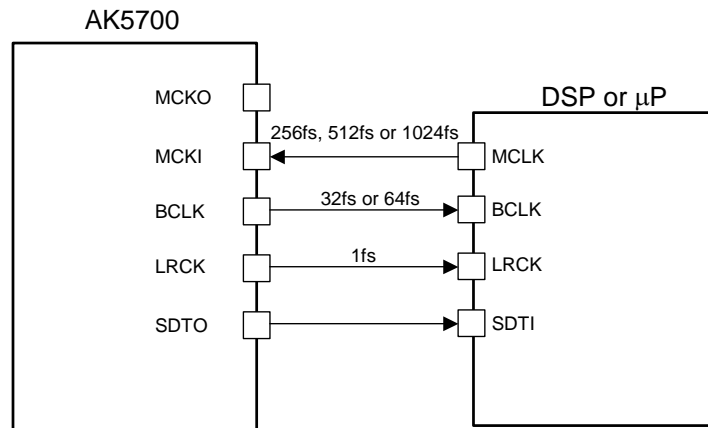 AK5700
DSP or μP
MCKO
256fs, 512fs or 1024fs
MCKI
MCLK
32fs or 64fs
BCLK
BCLK
1fs
LRCK
LRCK
SDTO
SDTI